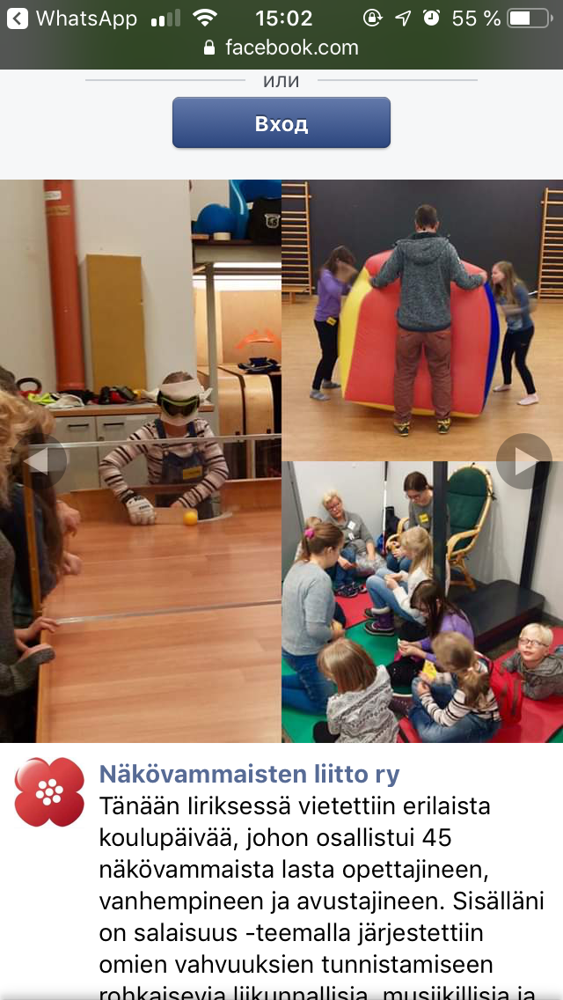 WhatsApp 15:02 55 %
facebook.com
или
Вход
Näkövammaisten liitto ry
Tänään Iiriksessä vietettiin erilaista
koulupäivää, johon osallistui 45
näkövammaista lasta opettajineen,
vanhempineen ja avustajineen. Sisälläni
on salaisuus -teemalla järjestettiin
omien vahvuuksien tunnistamiseen
rohkaisevia liikunnallisia, musiikillisia ja